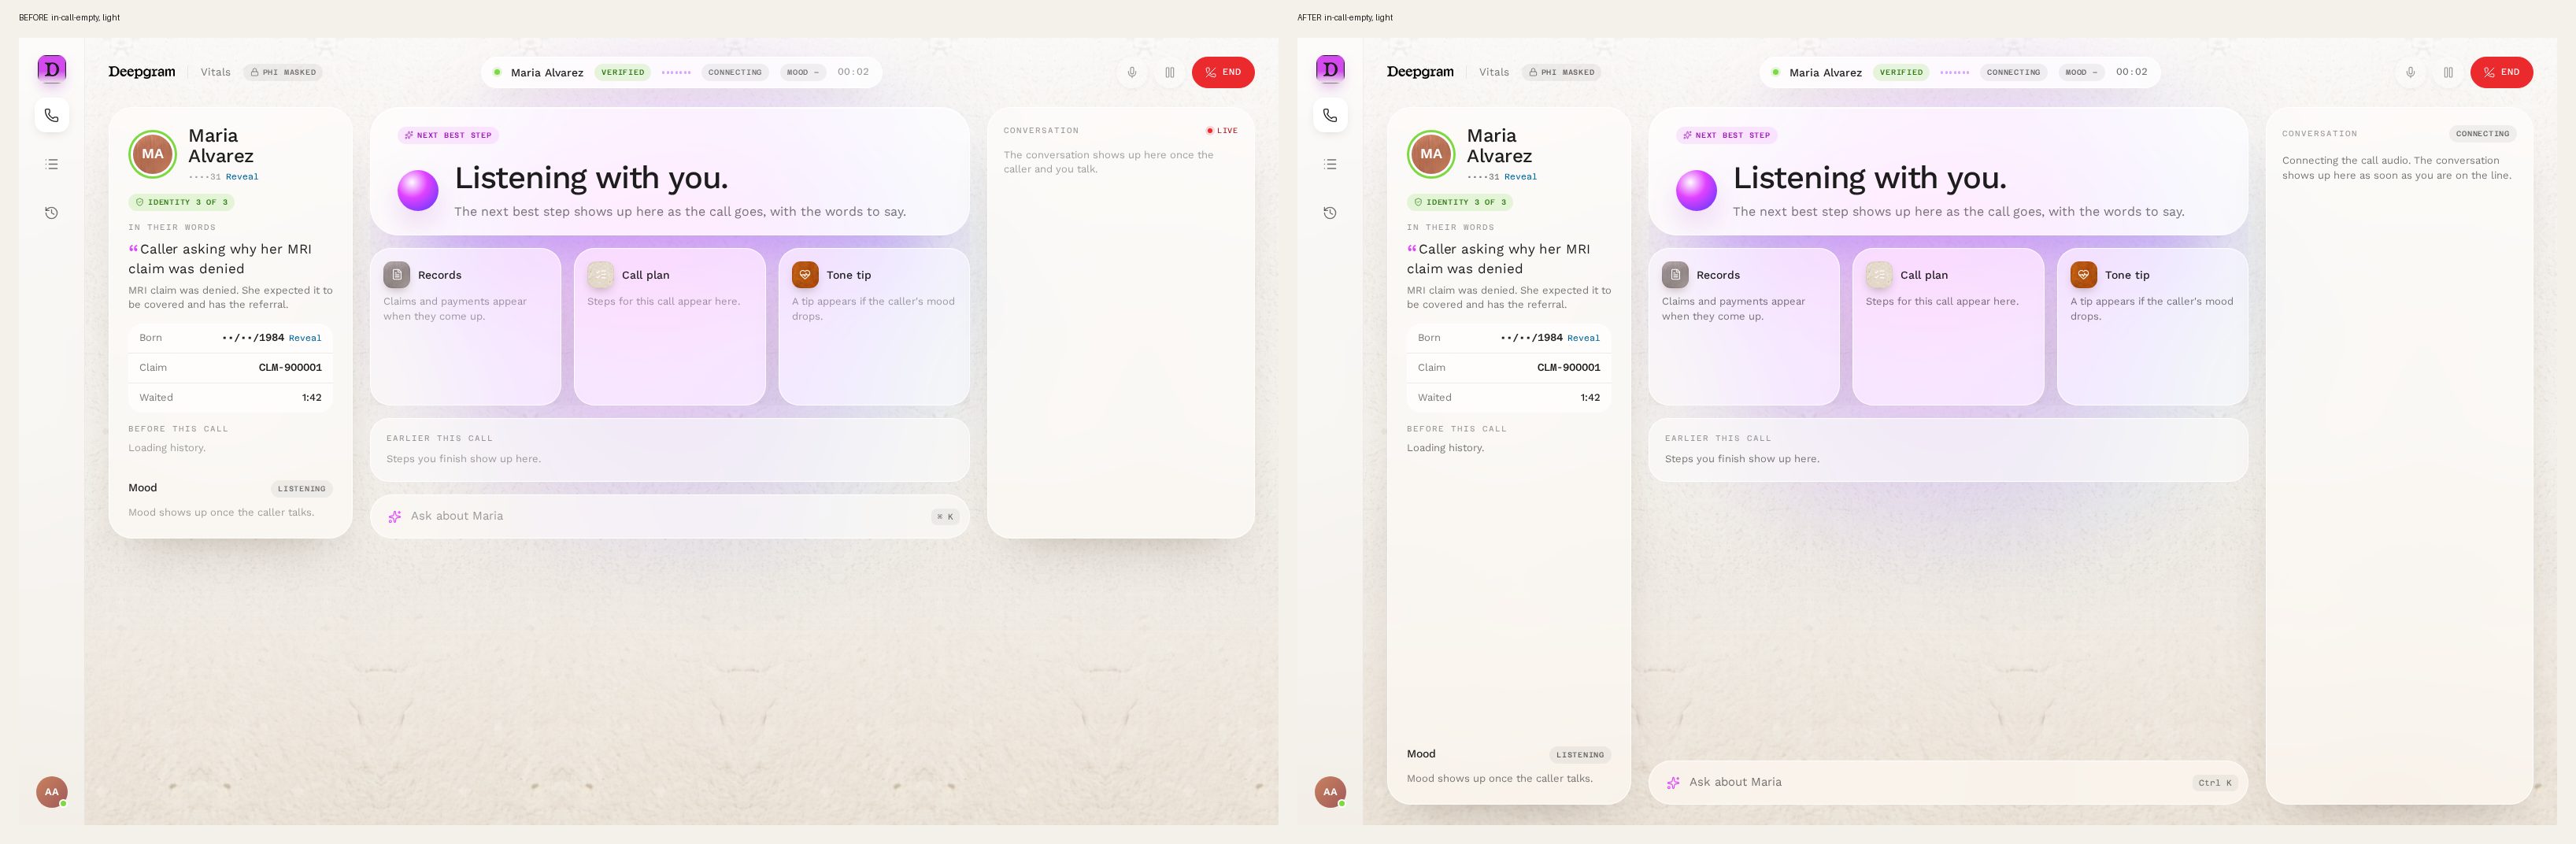 BEFORE in-call-empty, light
D
Deepgram
Vitals
PHI MASKED
Maria Alvarez
VERIFIED
CONNECTING
MOOD –
00:02
END
MA
Maria
Alvarez
••••31 Reveal
IDENTITY 3 OF 3
IN THEIR WORDS
“Caller asking why her MRI
claim was denied
MRI claim was denied. She expected it to
be covered and has the referral.
Born ••/••/1984 Reveal
Claim CLM-900001
Waited 1:42
BEFORE THIS CALL
Loading history.
Mood LISTENING
Mood shows up once the caller talks.
NEXT BEST STEP
Listening with you.
The next best step shows up here as the call goes, with the words to say.
Records
Claims and payments appear
when they come up.
Call plan
Steps for this call appear here.
Tone tip
A tip appears if the caller's mood
drops.
EARLIER THIS CALL
Steps you finish show up here.
Ask about Maria
⌘ K
CONVERSATION
LIVE
The conversation shows up here once the
caller and you talk.
AA
AFTER in-call-empty, light
D
Deepgram
Vitals
PHI MASKED
Maria Alvarez
VERIFIED
CONNECTING
MOOD –
00:02
END
MA
Maria
Alvarez
••••31 Reveal
IDENTITY 3 OF 3
IN THEIR WORDS
“Caller asking why her MRI
claim was denied
MRI claim was denied. She expected it to
be covered and has the referral.
Born ••/••/1984 Reveal
Claim CLM-900001
Waited 1:42
BEFORE THIS CALL
Loading history.
Mood LISTENING
Mood shows up once the caller talks.
NEXT BEST STEP
Listening with you.
The next best step shows up here as the call goes, with the words to say.
Records
Claims and payments appear
when they come up.
Call plan
Steps for this call appear here.
Tone tip
A tip appears if the caller's mood
drops.
EARLIER THIS CALL
Steps you finish show up here.
Ask about Maria
Ctrl K
CONVERSATION
CONNECTING
Connecting the call audio. The conversation
shows up here as soon as you are on the line.
AA